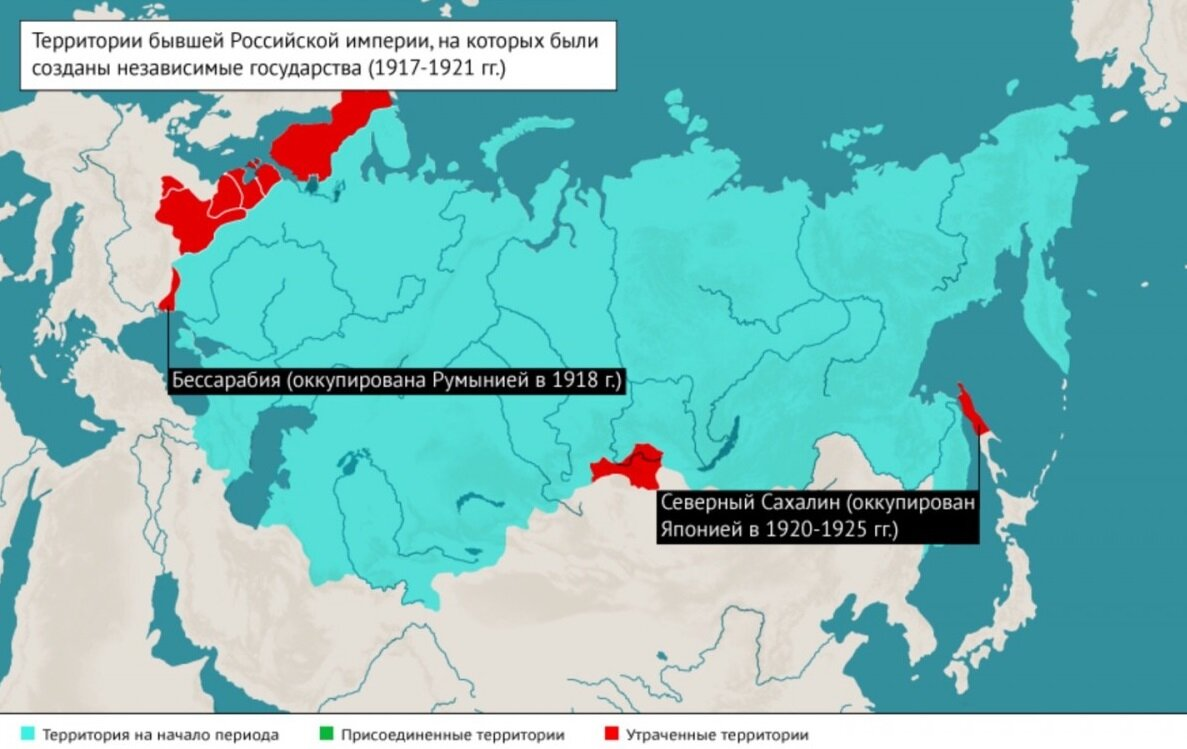 Территории бывшей Российской империи, на которых были
созданы независимые государства (1917-1921 гг.)
Бессарабия (оккупирована Румынией в 1918 г.)
Северный Сахалин (оккупирован
Японией в 1920-1925 гг.)
Территория на начало периода
Присоединенные территории
Утраченные территории